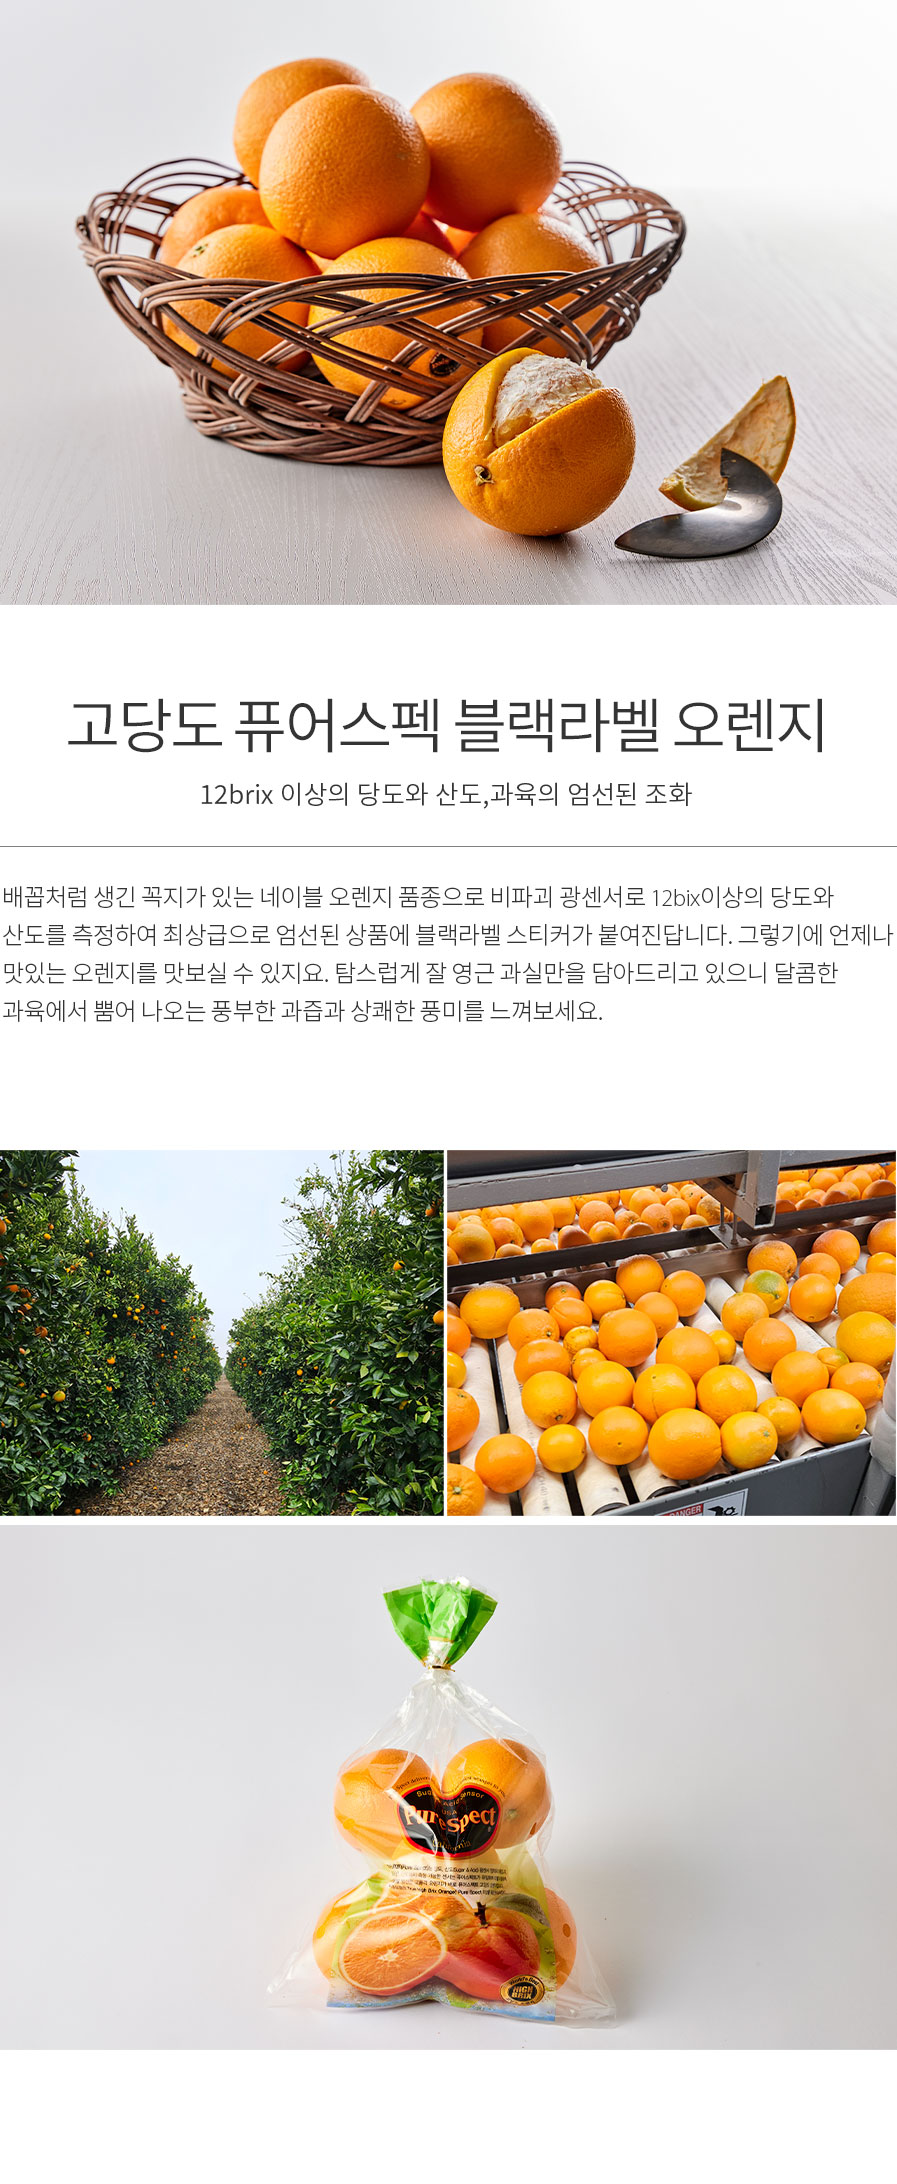 고당도 퓨어스펙 블랙라벨 오렌지
12brix 이상의 당도와 산도,과육의 엄선된 조화
배꼽처럼 생긴 꼭지가 있는 네이블 오렌지 품종으로 비파괴 광센서로 12bix이상의 당도와
산도를 측정하여 최상급으로 엄선된 상품에 블랙라벨 스티커가 붙여진답니다. 그렇기에 언제나
맛있는 오렌지를 맛보실 수 있지요. 탐스럽게 잘 영근 과실만을 담아드리고 있으니 달콤한
과육에서 뿜어 나오는 풍부한 과즙과 상쾌한 풍미를 느껴보세요.
DANGER
Pure Spect
California
World's Best
HIGH
BRIX